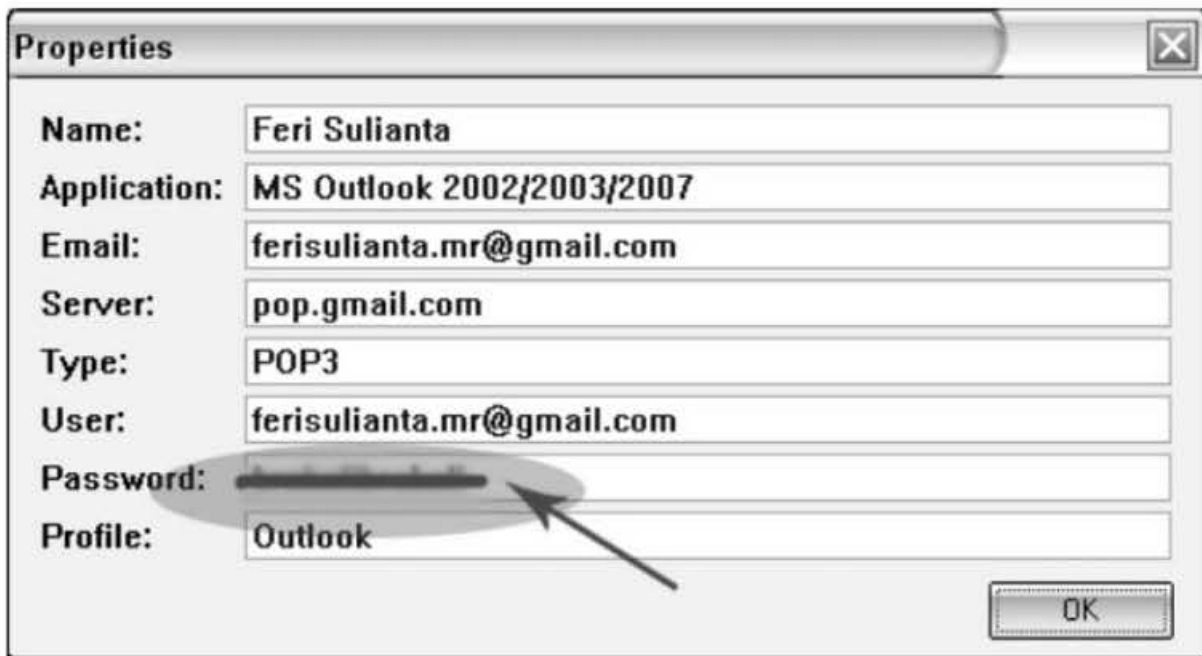 Properties
Name: Feri Sulianta
Application: MS Outlook 2002/2003/2007
Email: ferisulianta.mr@gmail.com
Server: pop.gmail.com
Type: POP3
User: ferisulianta.mr@gmail.com
Password:
Profile: Outlook
OK